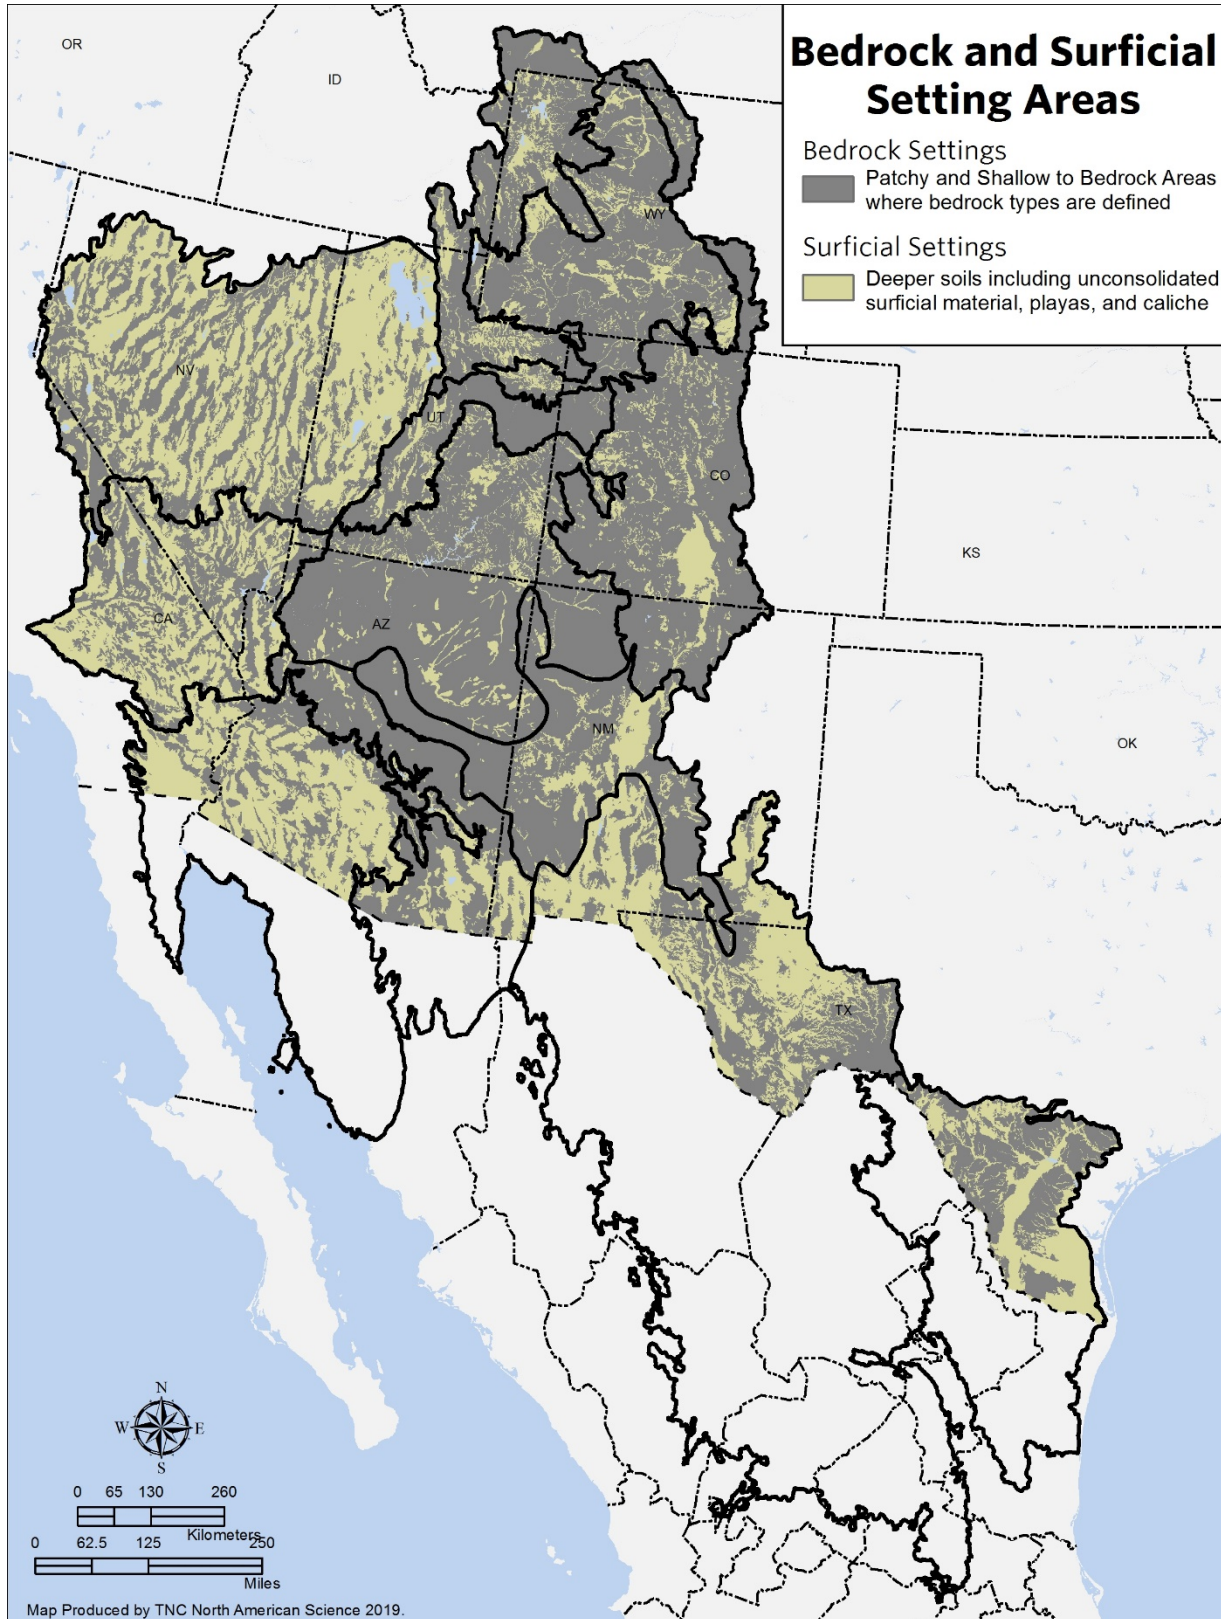 Bedrock and Surficial
Setting Areas
Bedrock Settings
Patchy and Shallow to Bedrock Areas
where bedrock types are defined
Surficial Settings
Deeper soils including unconsolidated
surficial material, playas, and caliche
OR
ID
WY
NV
UT
CO
KS
CA
AZ
NM
OK
TX
N
W E
S
0 65 130 260
Kilometers
0 62.5 125 250
Miles
Map Produced by TNC North American Science 2019.